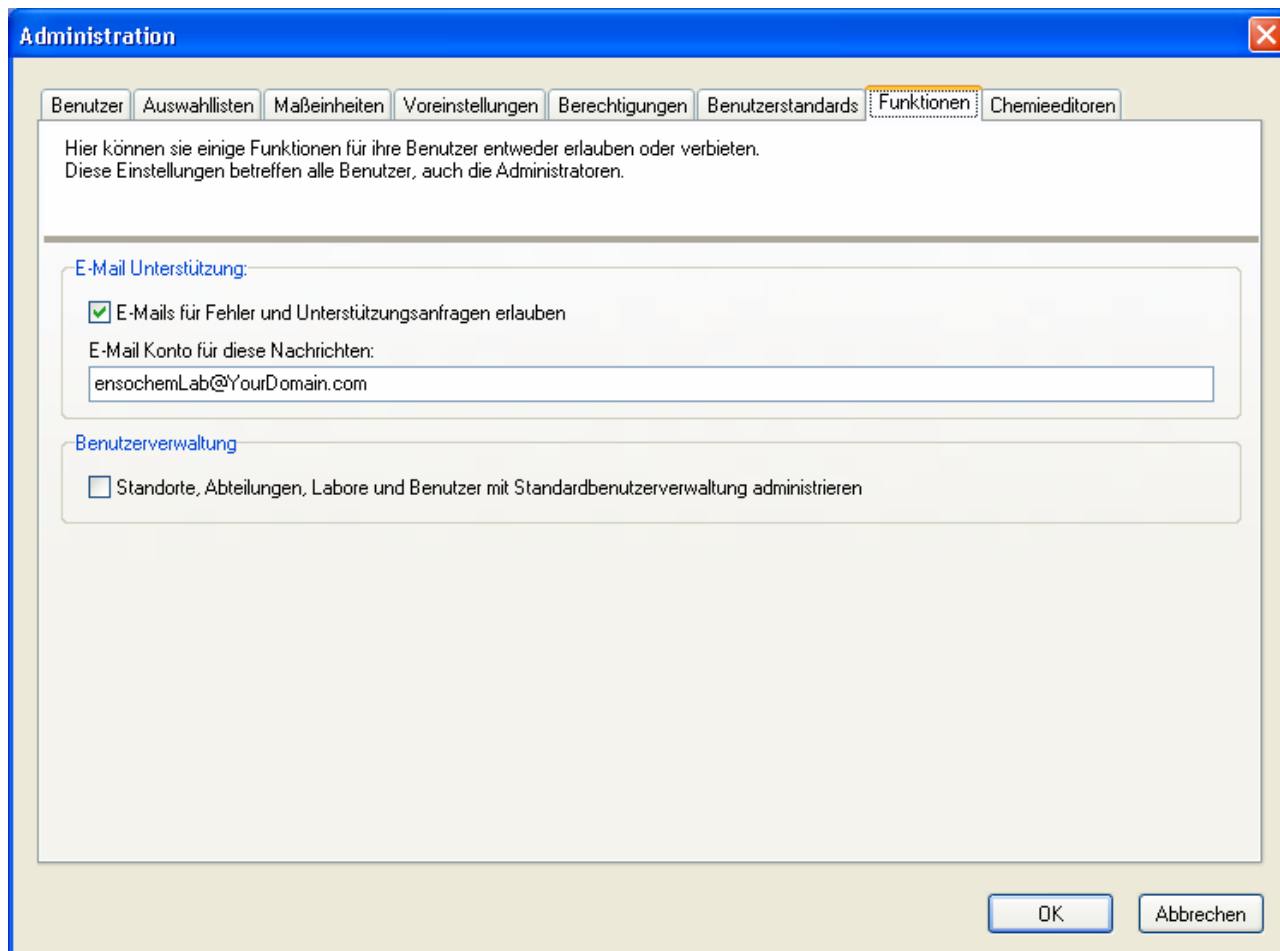 Administration
Benutzer Auswahllisten Maßeinheiten Voreinstellungen Berechtigungen Benutzerstandards Funktionen Chemieeditoren
Hier können sie einige Funktionen für ihre Benutzer entweder erlauben oder verbieten.
Diese Einstellungen betreffen alle Benutzer, auch die Administratoren.
E-Mail Unterstützung:
E-Mails für Fehler und Unterstützungsanfragen erlauben
E-Mail Konto für diese Nachrichten:
ensochemLab@YourDomain.com
Benutzerverwaltung
Standorte, Abteilungen, Labore und Benutzer mit Standardbenutzerverwaltung administrieren
OK Abbrechen